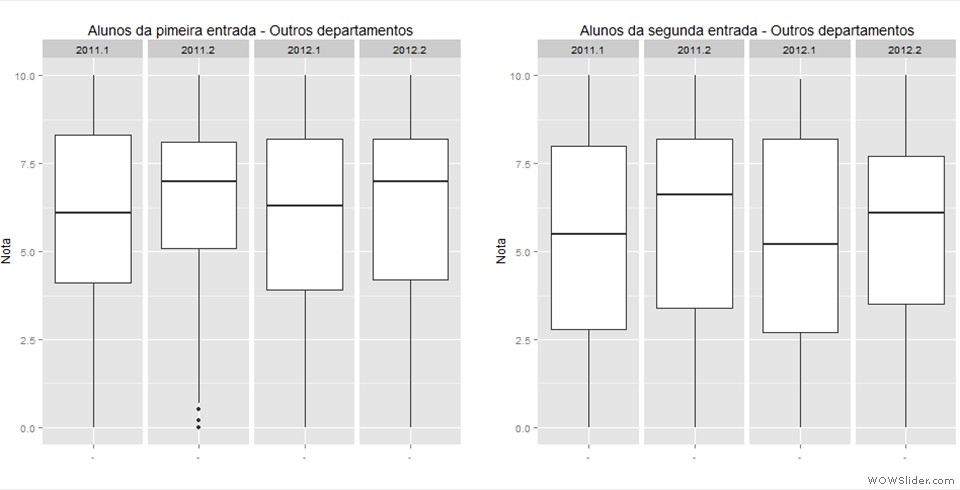 Alunos da pimeira entrada - Outros departamentos
2011.1 2011.2 2012.1 2012.2
10.0
7.5
5.0
2.5
0.0
Nota
- - - -
Alunos da segunda entrada - Outros departamentos
2011.1 2011.2 2012.1 2012.2
10.0
7.5
5.0
2.5
0.0
Nota
- - - -
WOWSlider.com